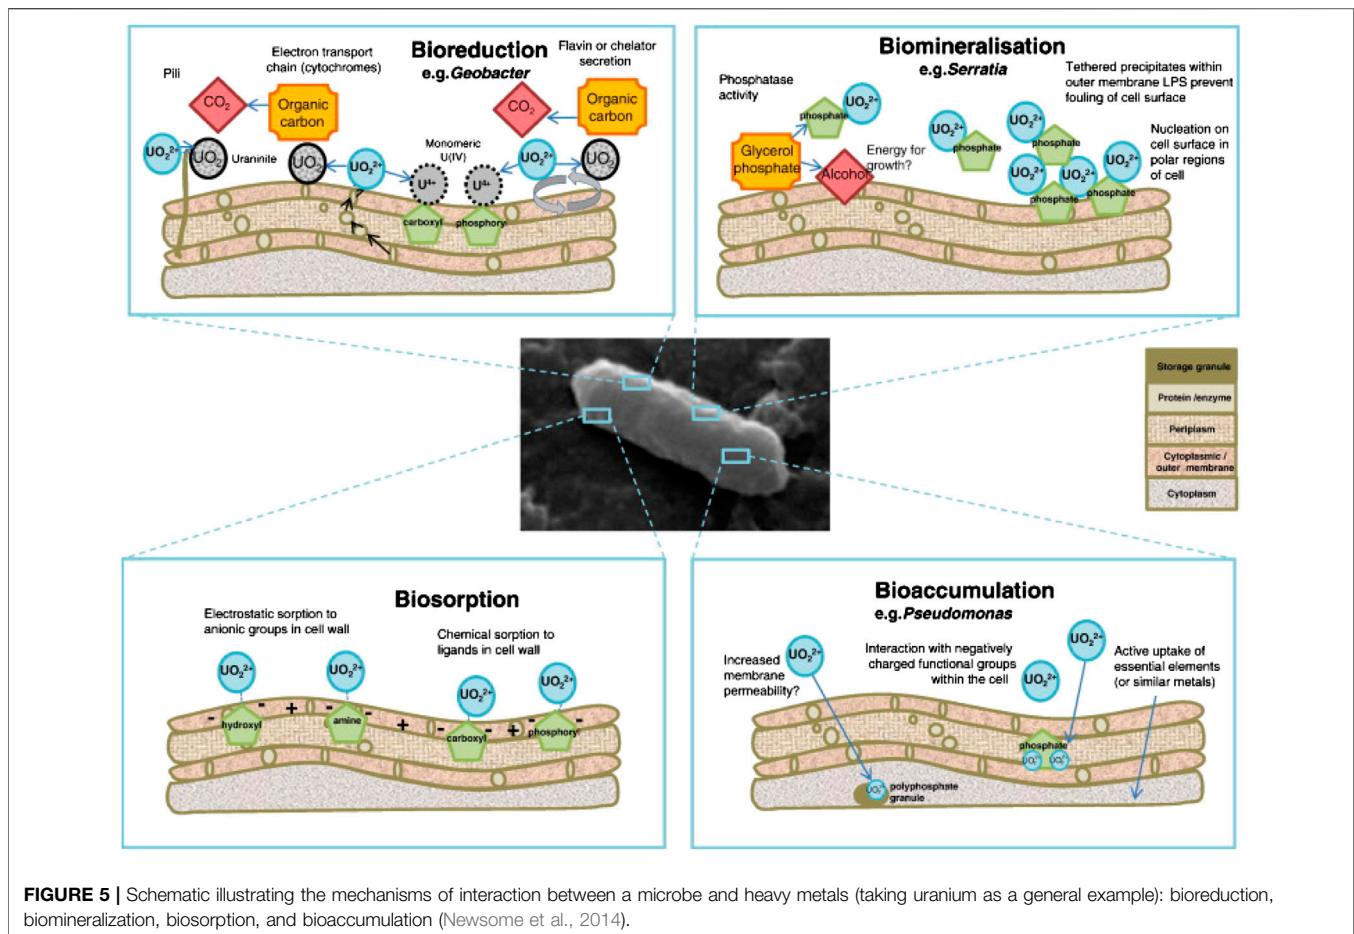 Bioreduction
e.g.Geobacter
Pili
Electron transport
chain (cytochromes)
Flavin or chelator
secretion
CO2
Organic
carbon
CO2
Organic
carbon
UO2 2+
UO2
Uraninite
UO2
UO2 2+
Monomeric
U(IV)
U4+
U4+
UO2 2+
UO2
carboxyl
phosphoryl
Biomineralisation
e.g.Serratia
Phosphatase
activity
Tethered precipitates within
outer membrane LPS prevent
fouling of cell surface
UO2 2+
phosphate
Glycerol
phosphate
Alcohol
Energy for
growth?
UO2 2+
phosphate
UO2 2+
phosphate
Nucleation on
cell surface in
polar regions
of cell
UO2 2+
UO2 2+
UO2 2+
phosphate
phosphate
Storage granule
Protein /enzyme
Periplasm
Cytoplasmic /
outer membrane
Cytoplasm
Biosorption
Electrostatic sorption to
anionic groups in cell wall
Chemical sorption to
ligands in cell wall
UO2 2+
UO2 2+
UO2 2+
UO2 2+
- hydroxyl - + - amine - + - carboxyl - + - phosphoryl -
Bioaccumulation
e.g.Pseudomonas
Increased
membrane
permeability?
UO2 2+
Interaction with negatively
charged functional groups
within the cell
UO2 2+
UO2 2+
Active uptake of
essential elements
(or similar metals)
phosphate
UO2 2+ UO2 2+
UO2 2+
polyphosphate
granule
FIGURE 5 | Schematic illustrating the mechanisms of interaction between a microbe and heavy metals (taking uranium as a general example): bioreduction,
biomineralization, biosorption, and bioaccumulation (Newsome et al., 2014).